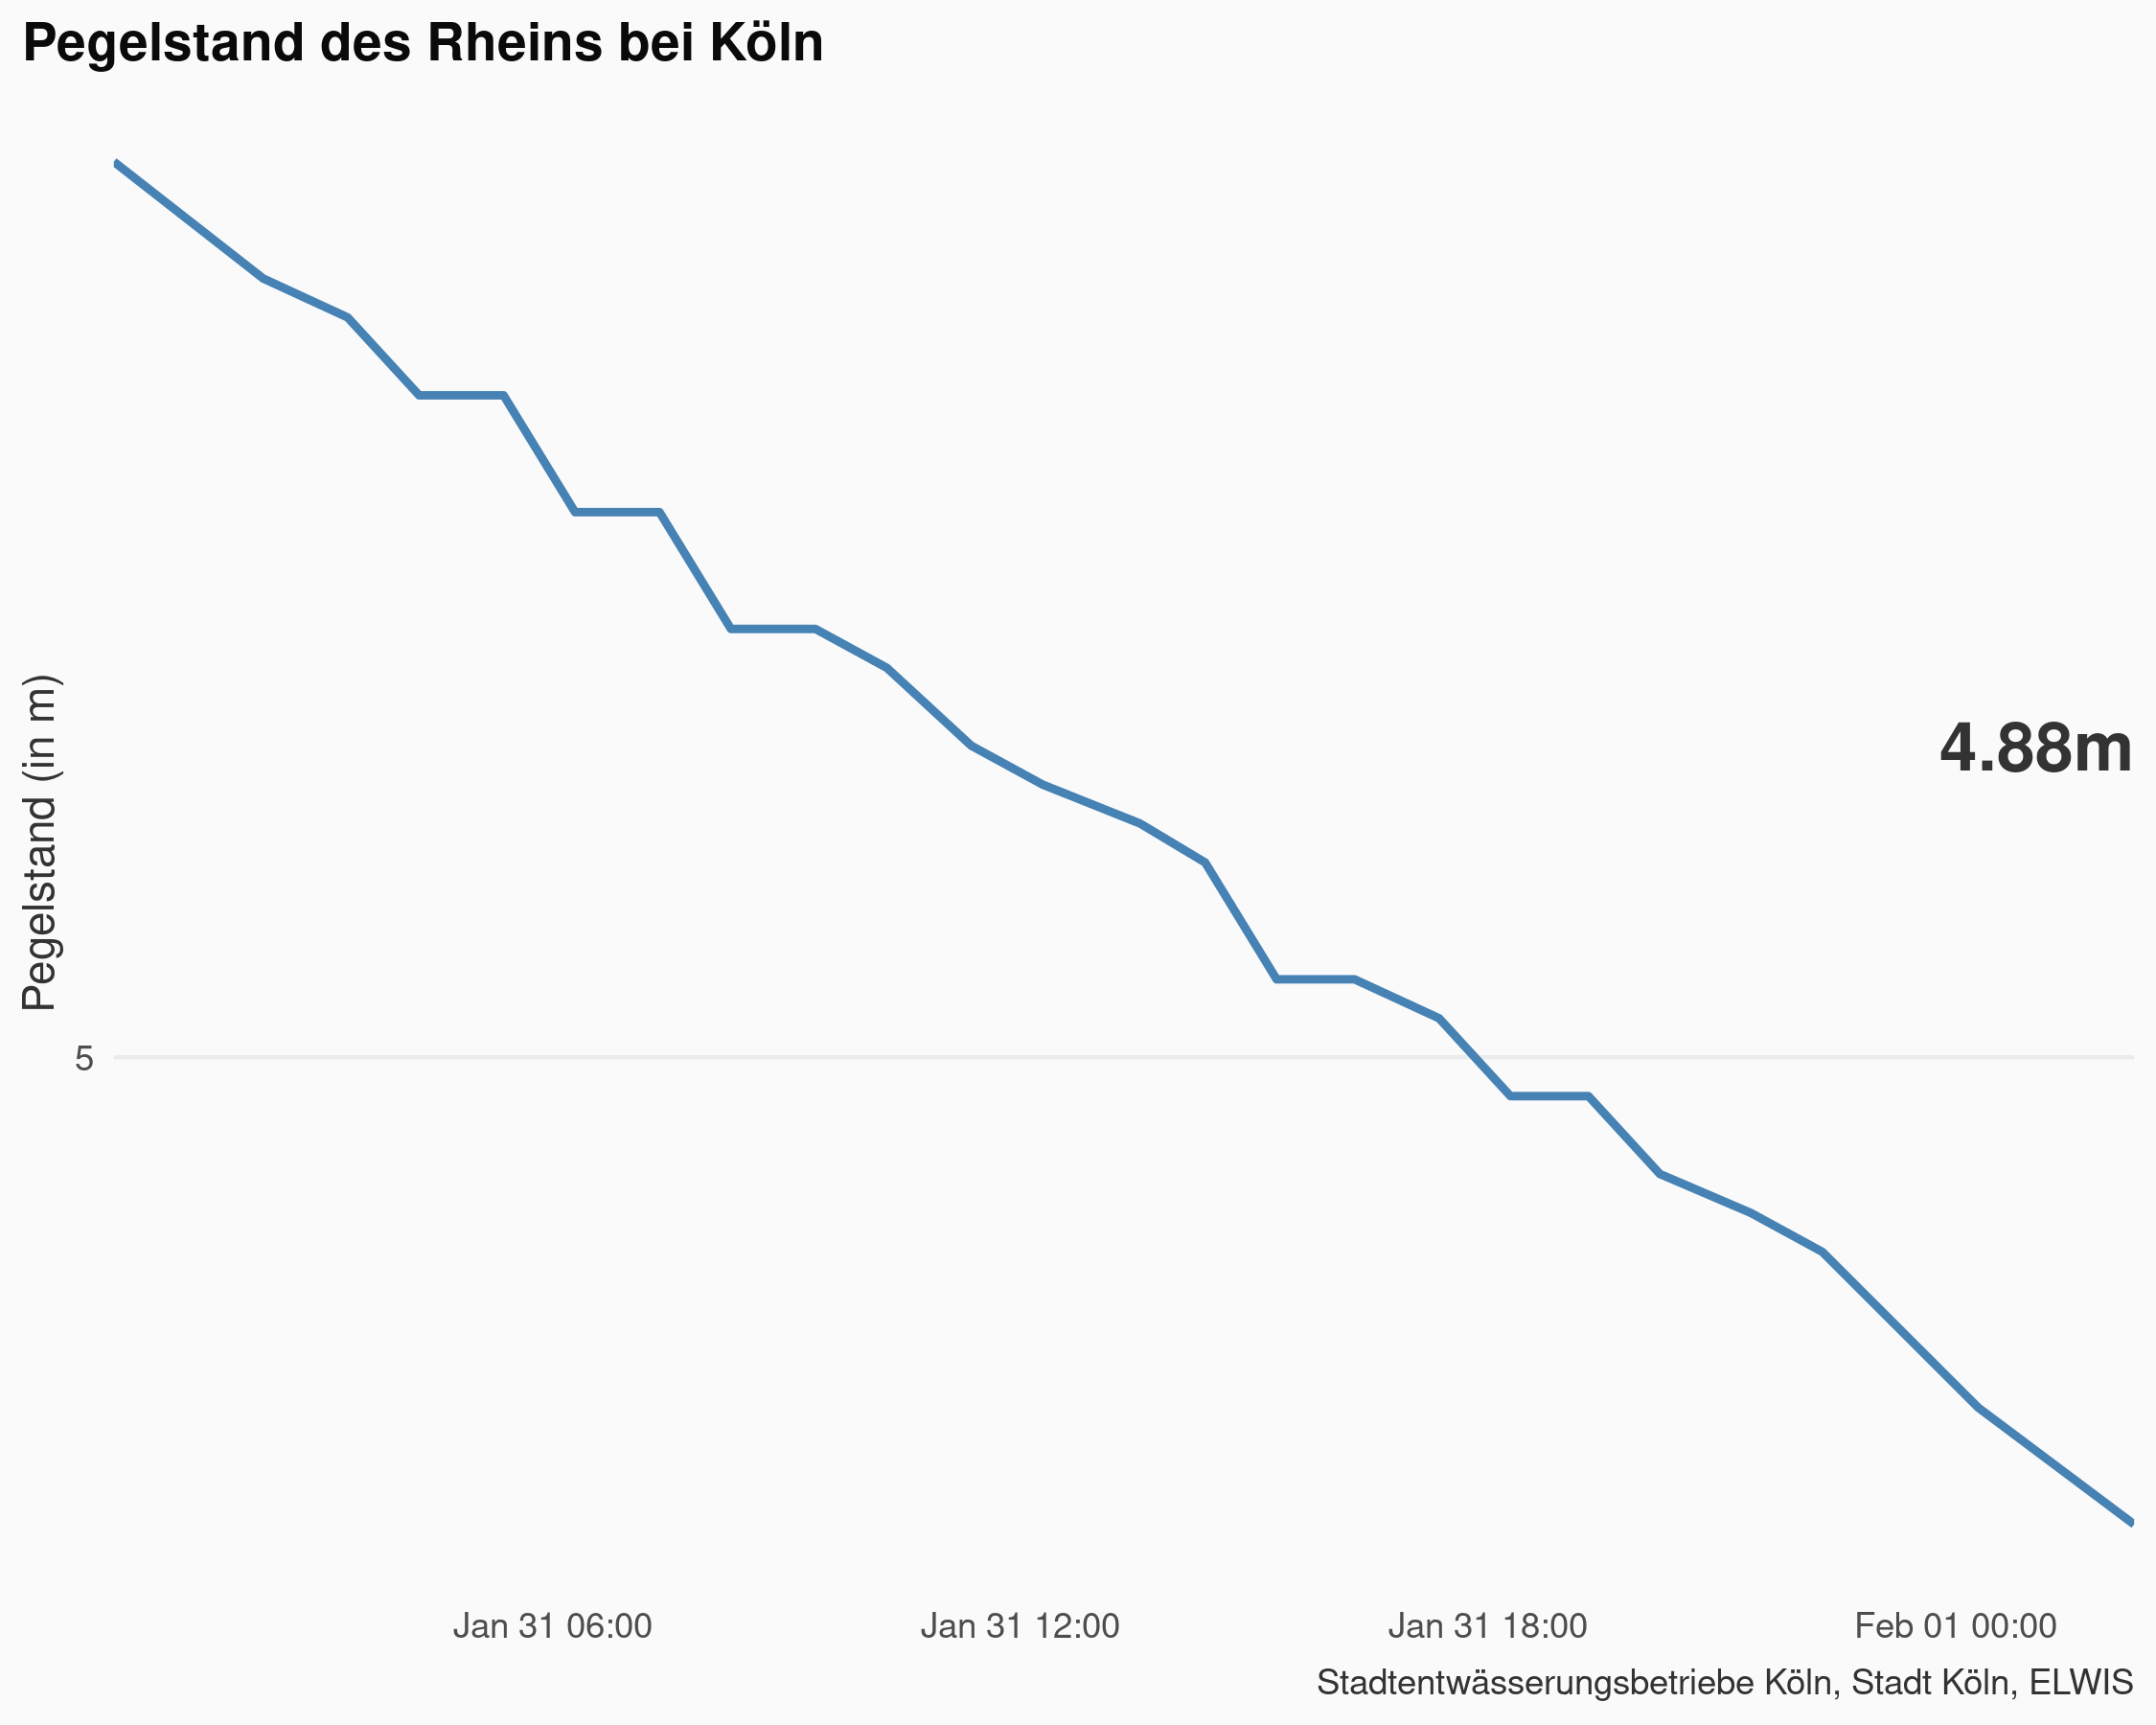 Pegelstand des Rheins bei Köln
Pegelstand (in m)
4.88m
5
Jan 31 06:00
Jan 31 12:00
Jan 31 18:00
Feb 01 00:00
Stadtentwässerungsbetriebe Köln, Stadt Köln, ELWIS